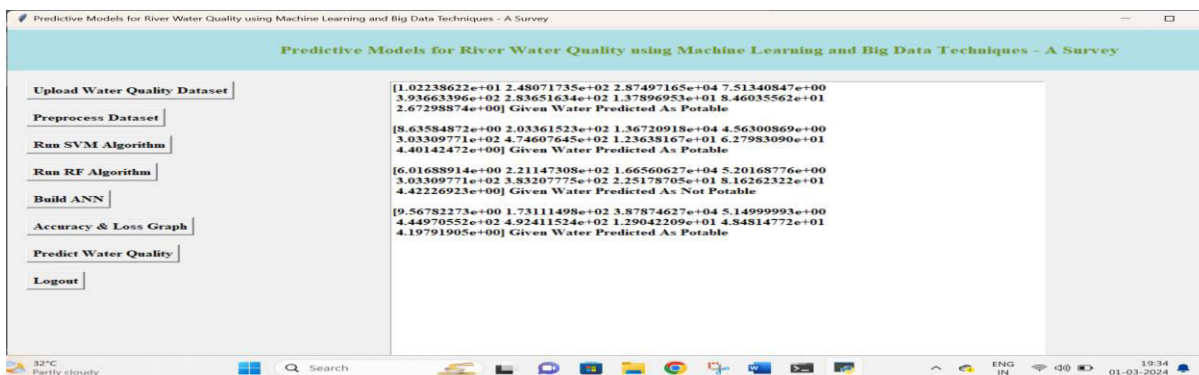 Predictive Models for River Water Quality using Machine Learning and Big Data Techniques - A Survey
Predictive Models for River Water Quality using Machine Learning and Big Data Techniques - A Survey
Upload Water Quality Dataset
Preprocess Dataset
Run SVM Algorithm
Run RF Algorithm
Build ANN
Accuracy & Loss Graph
Predict Water Quality
Logout
[1.02238622e+01 2.48071735e+02 2.87497165e+04 7.51340847e+00
3.93663396e+02 2.83651634e+02 1.37896953e+01 8.46035562e+01
2.67298874e+00] Given Water Predicted As Potable
[8.63584872e+00 2.03361523e+02 1.36720918e+04 4.56300869e+00
3.03309771e+02 4.74607645e+02 1.23638167e+01 6.27983090e+01
4.40142472e+00] Given Water Predicted As Potable
[6.01688914e+00 2.21147308e+02 1.66560627e+04 5.20168776e+00
3.03309771e+02 3.83207775e+02 2.25178705e+01 8.16262322e+01
4.42226923e+00] Given Water Predicted As Not Potable
[9.56782273e+00 1.73111498e+02 3.87874627e+04 5.14999993e+00
4.44970552e+02 4.92411524e+02 1.29042209e+01 4.84814772e+01
4.19791905e+00] Given Water Predicted As Potable
32°C
Partly cloudy
Search
ENG
IN
19:34
01-03-2024